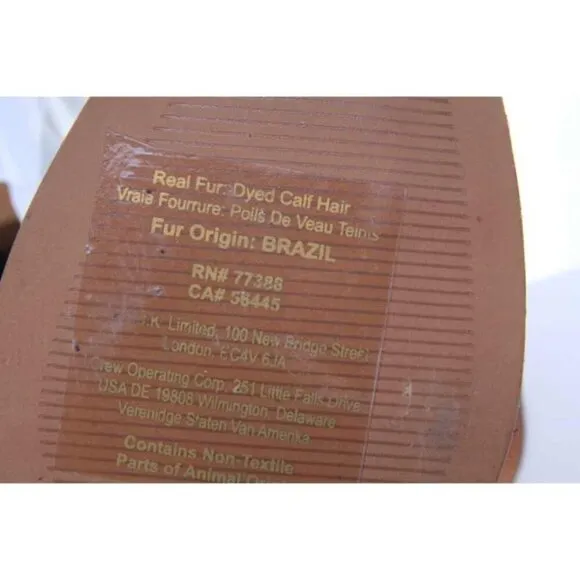 Real Fur: Dyed Calf Hair
Vraie Fourrure: Poils De Veau Teints
Fur Origin: BRAZIL
RN# 77388
CA# 58445
.K. Limited, 100 New Bridge Street
London, EC4V 6JA
Crew Operating Corp. 251 Little Falls Drive
USA DE 19808 Wilmington, Delaware
Verenidge Staten Van Amerika
Contains Non-Textile
Parts of Animal